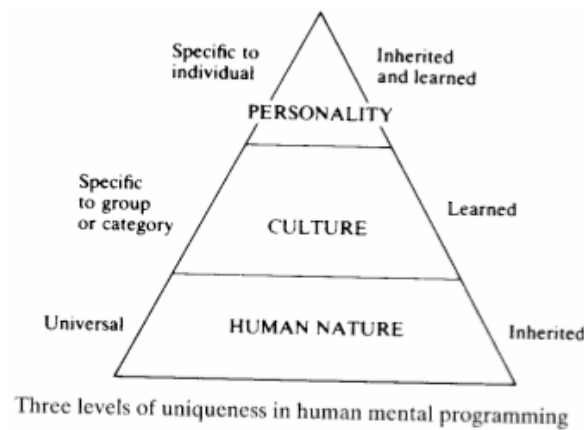 Specific to
individual
Inherited
and learned
PERSONALITY
Specific
to group
or category
CULTURE
Learned
Universal
HUMAN NATURE
Inherited
Three levels of uniqueness in human mental programming